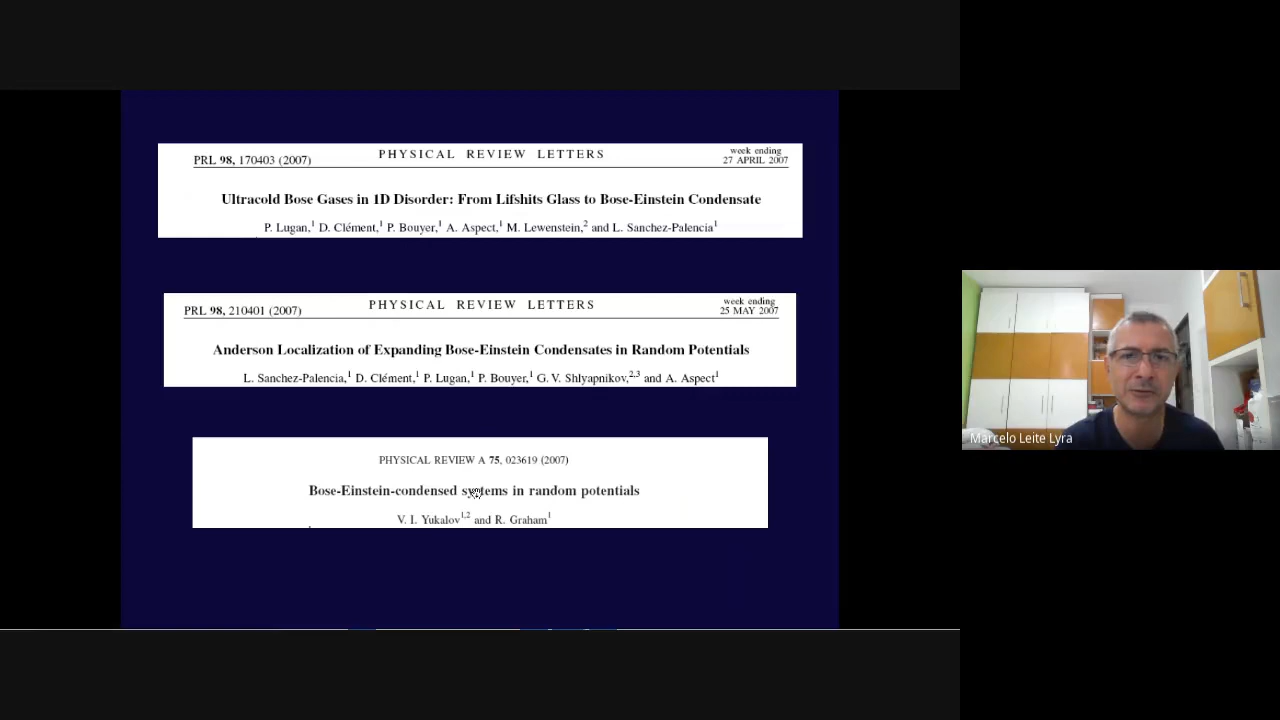 PRL 98, 170403 (2007) PHYSICAL REVIEW LETTERS week ending 27 APRIL 2007
Ultracold Bose Gases in 1D Disorder: From Lifshits Glass to Bose-Einstein Condensate
P. Lugan,1 D. Clément,1 P. Bouyer,1 A. Aspect,1 M. Lewenstein,2 and L. Sanchez-Palencia1
PRL 98, 210401 (2007) PHYSICAL REVIEW LETTERS week ending 25 MAY 2007
Anderson Localization of Expanding Bose-Einstein Condensates in Random Potentials
L. Sanchez-Palencia,1 D. Clément,1 P. Lugan,1 P. Bouyer,1 G. V. Shlyapnikov,2,3 and A. Aspect1
PHYSICAL REVIEW A 75, 023619 (2007)
Bose-Einstein-condensed systems in random potentials
V. I. Yukalov1,2 and R. Graham1
Marcelo Leite Lyra